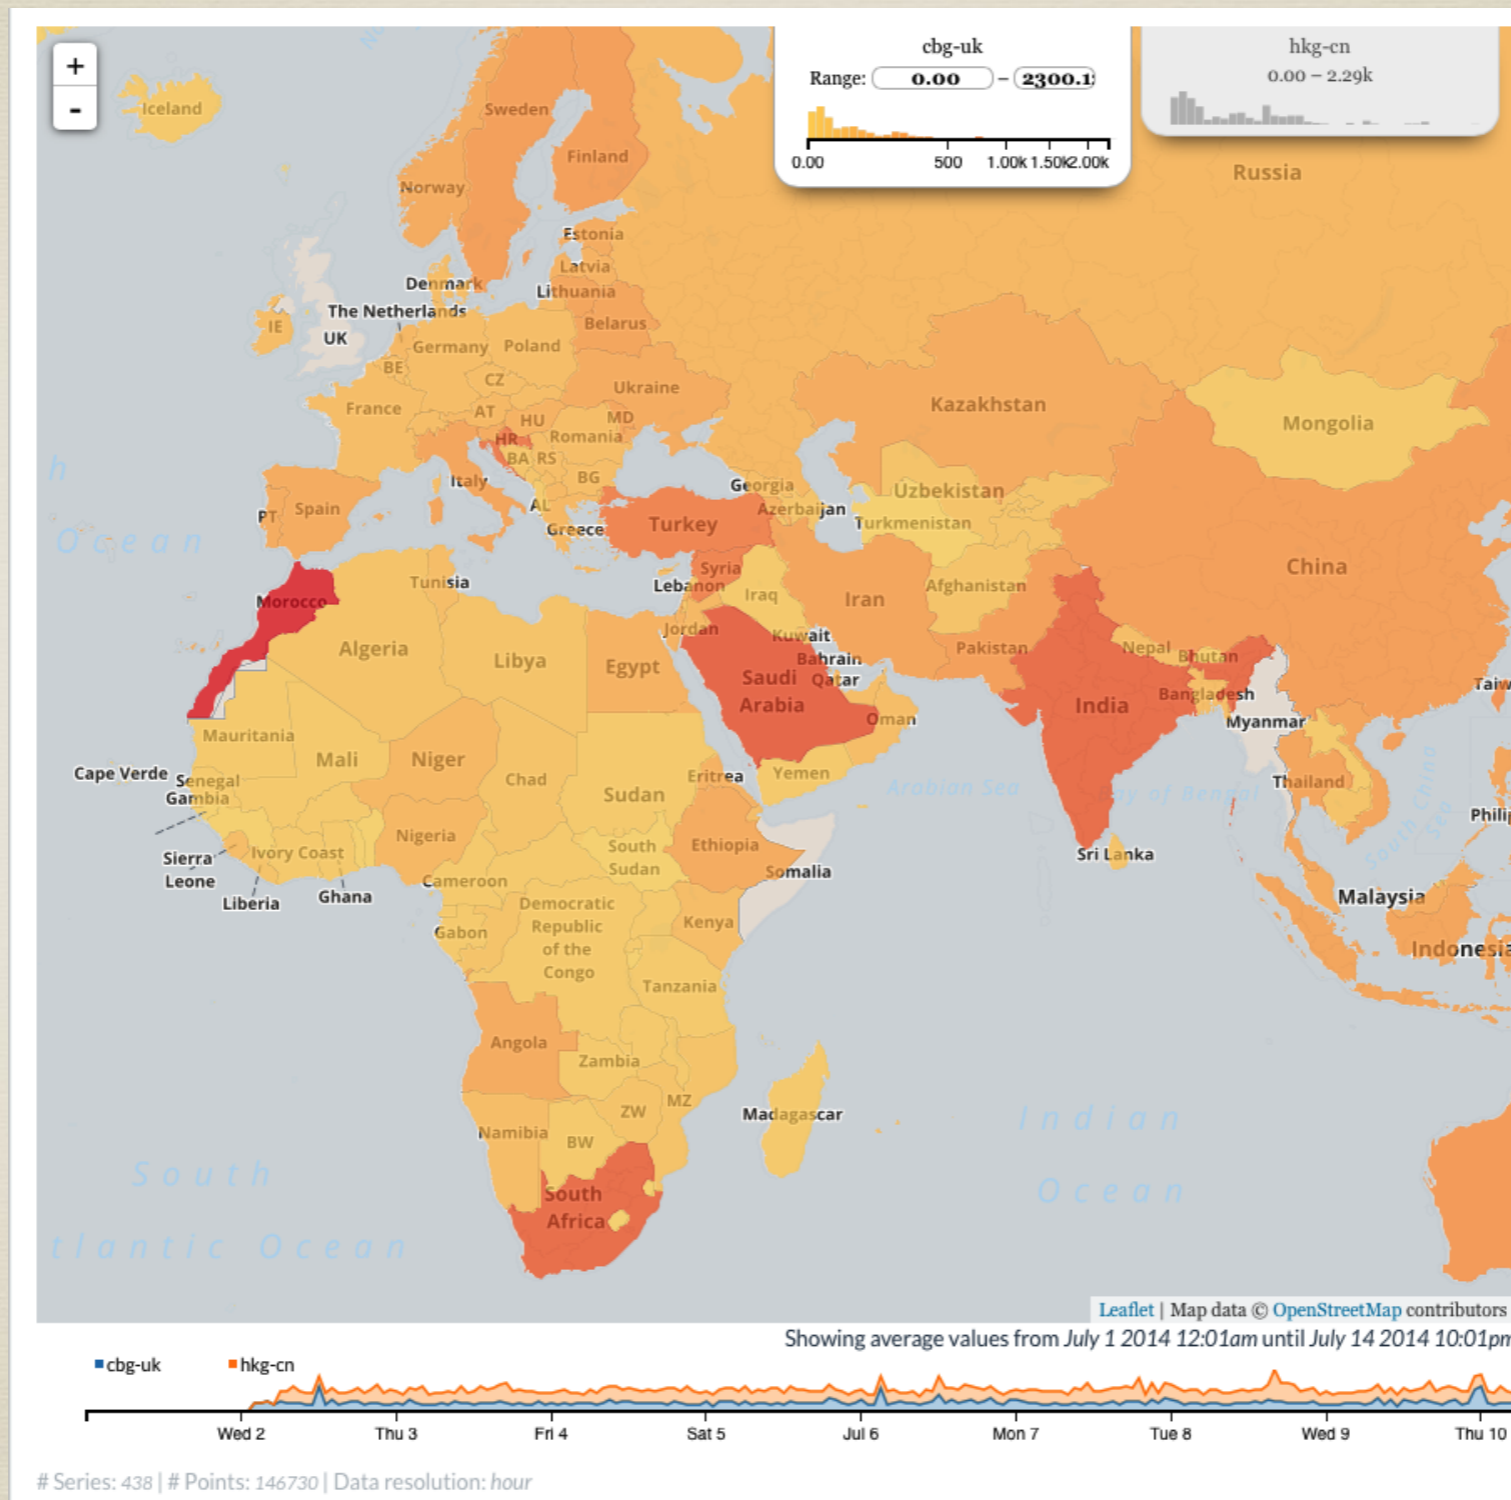 +
-
cbg-uk
Range: 0.00 – 2300.1
0.00 500 1.00k 1.50k 2.00k
hkg-cn
0.00 – 2.29k
Iceland
Sweden
Finland
Norway
Russia
Estonia
Latvia
Denmark
Lithuania
The Netherlands
Belarus
IE
UK
Germany
Poland
BE
CZ
Ukraine
France
AT
HU
MD
Kazakhstan
Mongolia
HR
Romania
BA
RS
h
Ocean
Italy
BG
Georgia
Uzbekistan
PT
Spain
AL
Azerbaijan
Greece
Turkey
Turkmenistan
China
Syria
Tunisia
Lebanon
Iraq
Afghanistan
Morocco
Iran
Jordan
Kuwait
Algeria
Libya
Egypt
Bahrain
Pakistan
Nepal
Bhutan
Saudi
Arabia
Qatar
Taiw
India
Bangladesh
Oman
Myanmar
Mauritania
Mali
Niger
Cape Verde
Senegal
Gambia
Chad
Eritrea
Yemen
Sudan
Arabian Sea
Bay of Bengal
Thailand
South China
Sea
Philip
Nigeria
Ethiopia
South
Sudan
Ivory Coast
Sierra
Leone
Somalia
Sri Lanka
Cameroon
Liberia
Ghana
Malaysia
Democratic
Republic
of the
Congo
Kenya
Gabon
Indonesia
Tanzania
Angola
Zambia
MZ
ZW
Madagascar
Namibia
BW
Indian
Ocean
South
Africa
South
tlantic Ocean
Leaflet | Map data © OpenStreetMap contributors
Showing average values from July 1 2014 12:01am until July 14 2014 10:01pm
cbg-uk
hkg-cn
Wed 2 Thu 3 Fri 4 Sat 5 Jul 6 Mon 7 Tue 8 Wed 9 Thu 10
# Series: 438 | # Points: 146730 | Data resolution: hour